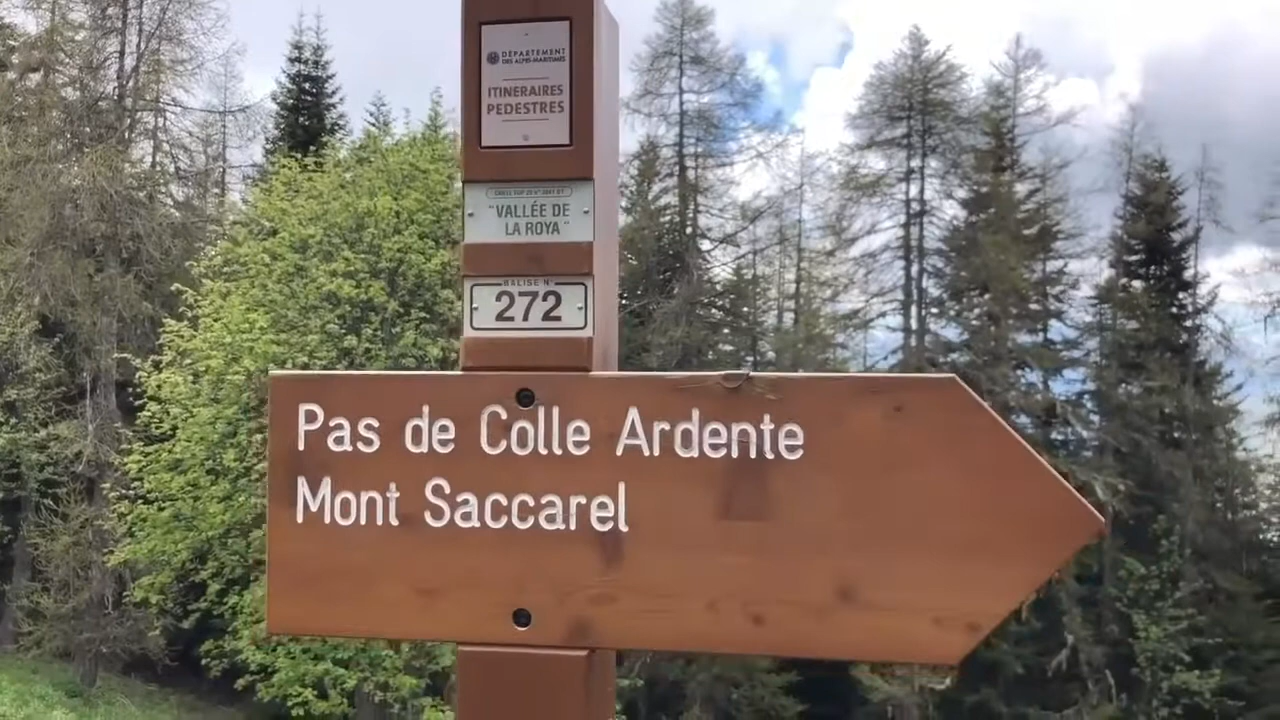 DÉPARTEMENT
DES ALPES-MARITIMES
ITINERAIRES
PEDESTRES
"VALLÉE DE
LA ROYA"
BALISE N°
272
Pas de Colle Ardente
Mont Saccarel